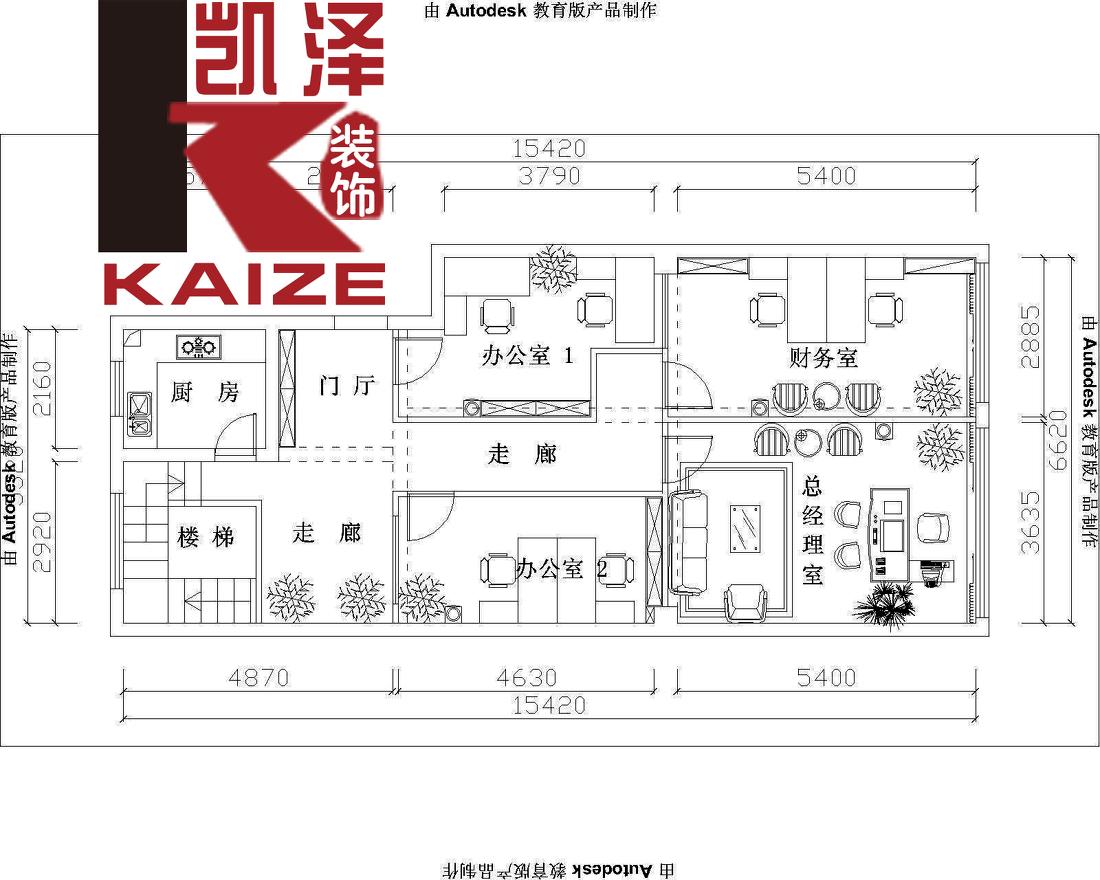 由 Autodesk 教育版产品制作
凯泽
装饰
KAIZE
15420
3790
5400
办公室 1
财务室
厨 房
门 厅
走 廊
楼 梯
走 廊
办公室 2
总经理室
2160
2920
2885
3635
6620
4870
4630
5400
15420
由 Autodesk 教育版产品制作
由 Autodesk 教育版产品制作
由 Autodesk 教育版产品制作